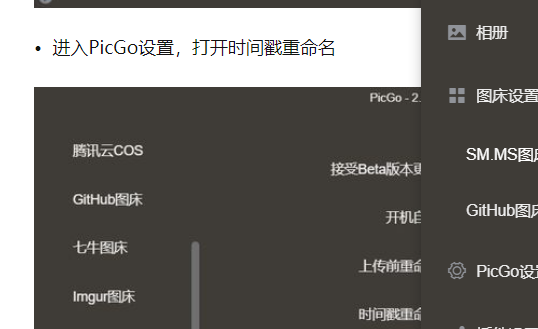 • 进入PicGo设置，打开时间戳重命名
PicGo - 2.
腾讯云COS
GitHub图床
七牛图床
Imgur图床
接受Beta版本更
开机自
上传前重命
时间戳重命
相册
图床设置
SM.MS图床
GitHub图床
PicGo设